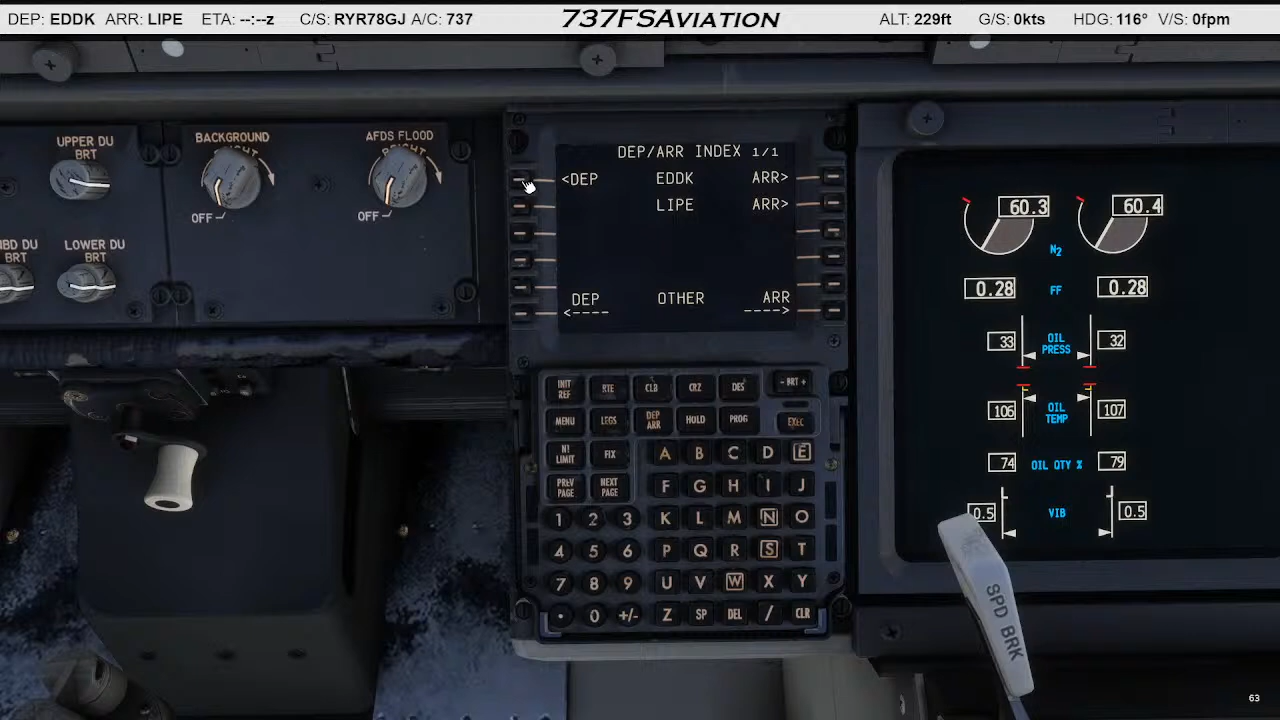 DEP: EDDK ARR: LIPE ETA: --:--z C/S: RYR78GJ A/C: 737 737FSAVIATION ALT: 229ft G/S: 0kts HDG: 116° V/S: 0fpm
UPPER DU
BRT
BACKGROUND
BRIGHT
OFF
AFDS FLOOD
BRIGHT
OFF
BD DU
BRT
LOWER DU
BRT
DEP/ARR INDEX 1/1
<DEP EDDK ARR>
LIPE ARR>
DEP OTHER ARR
<---- ---->
INIT REF RTE CLB CRZ DES - BRT +
MENU LEGS DEP ARR HOLD PROG EXEC
N1 LIMIT FIX A B C D E
PREV PAGE NEXT PAGE F G H I J
1 2 3 K L M N O
4 5 6 P Q R S T
7 8 9 U V W X Y
. 0 +/- Z SP DEL / CLR
60.3 N2 60.4
0.28 FF 0.28
33 OIL PRESS 32
106 OIL TEMP 107
74 OIL QTY % 79
0.5 VIB 0.5
SPD BRK
63